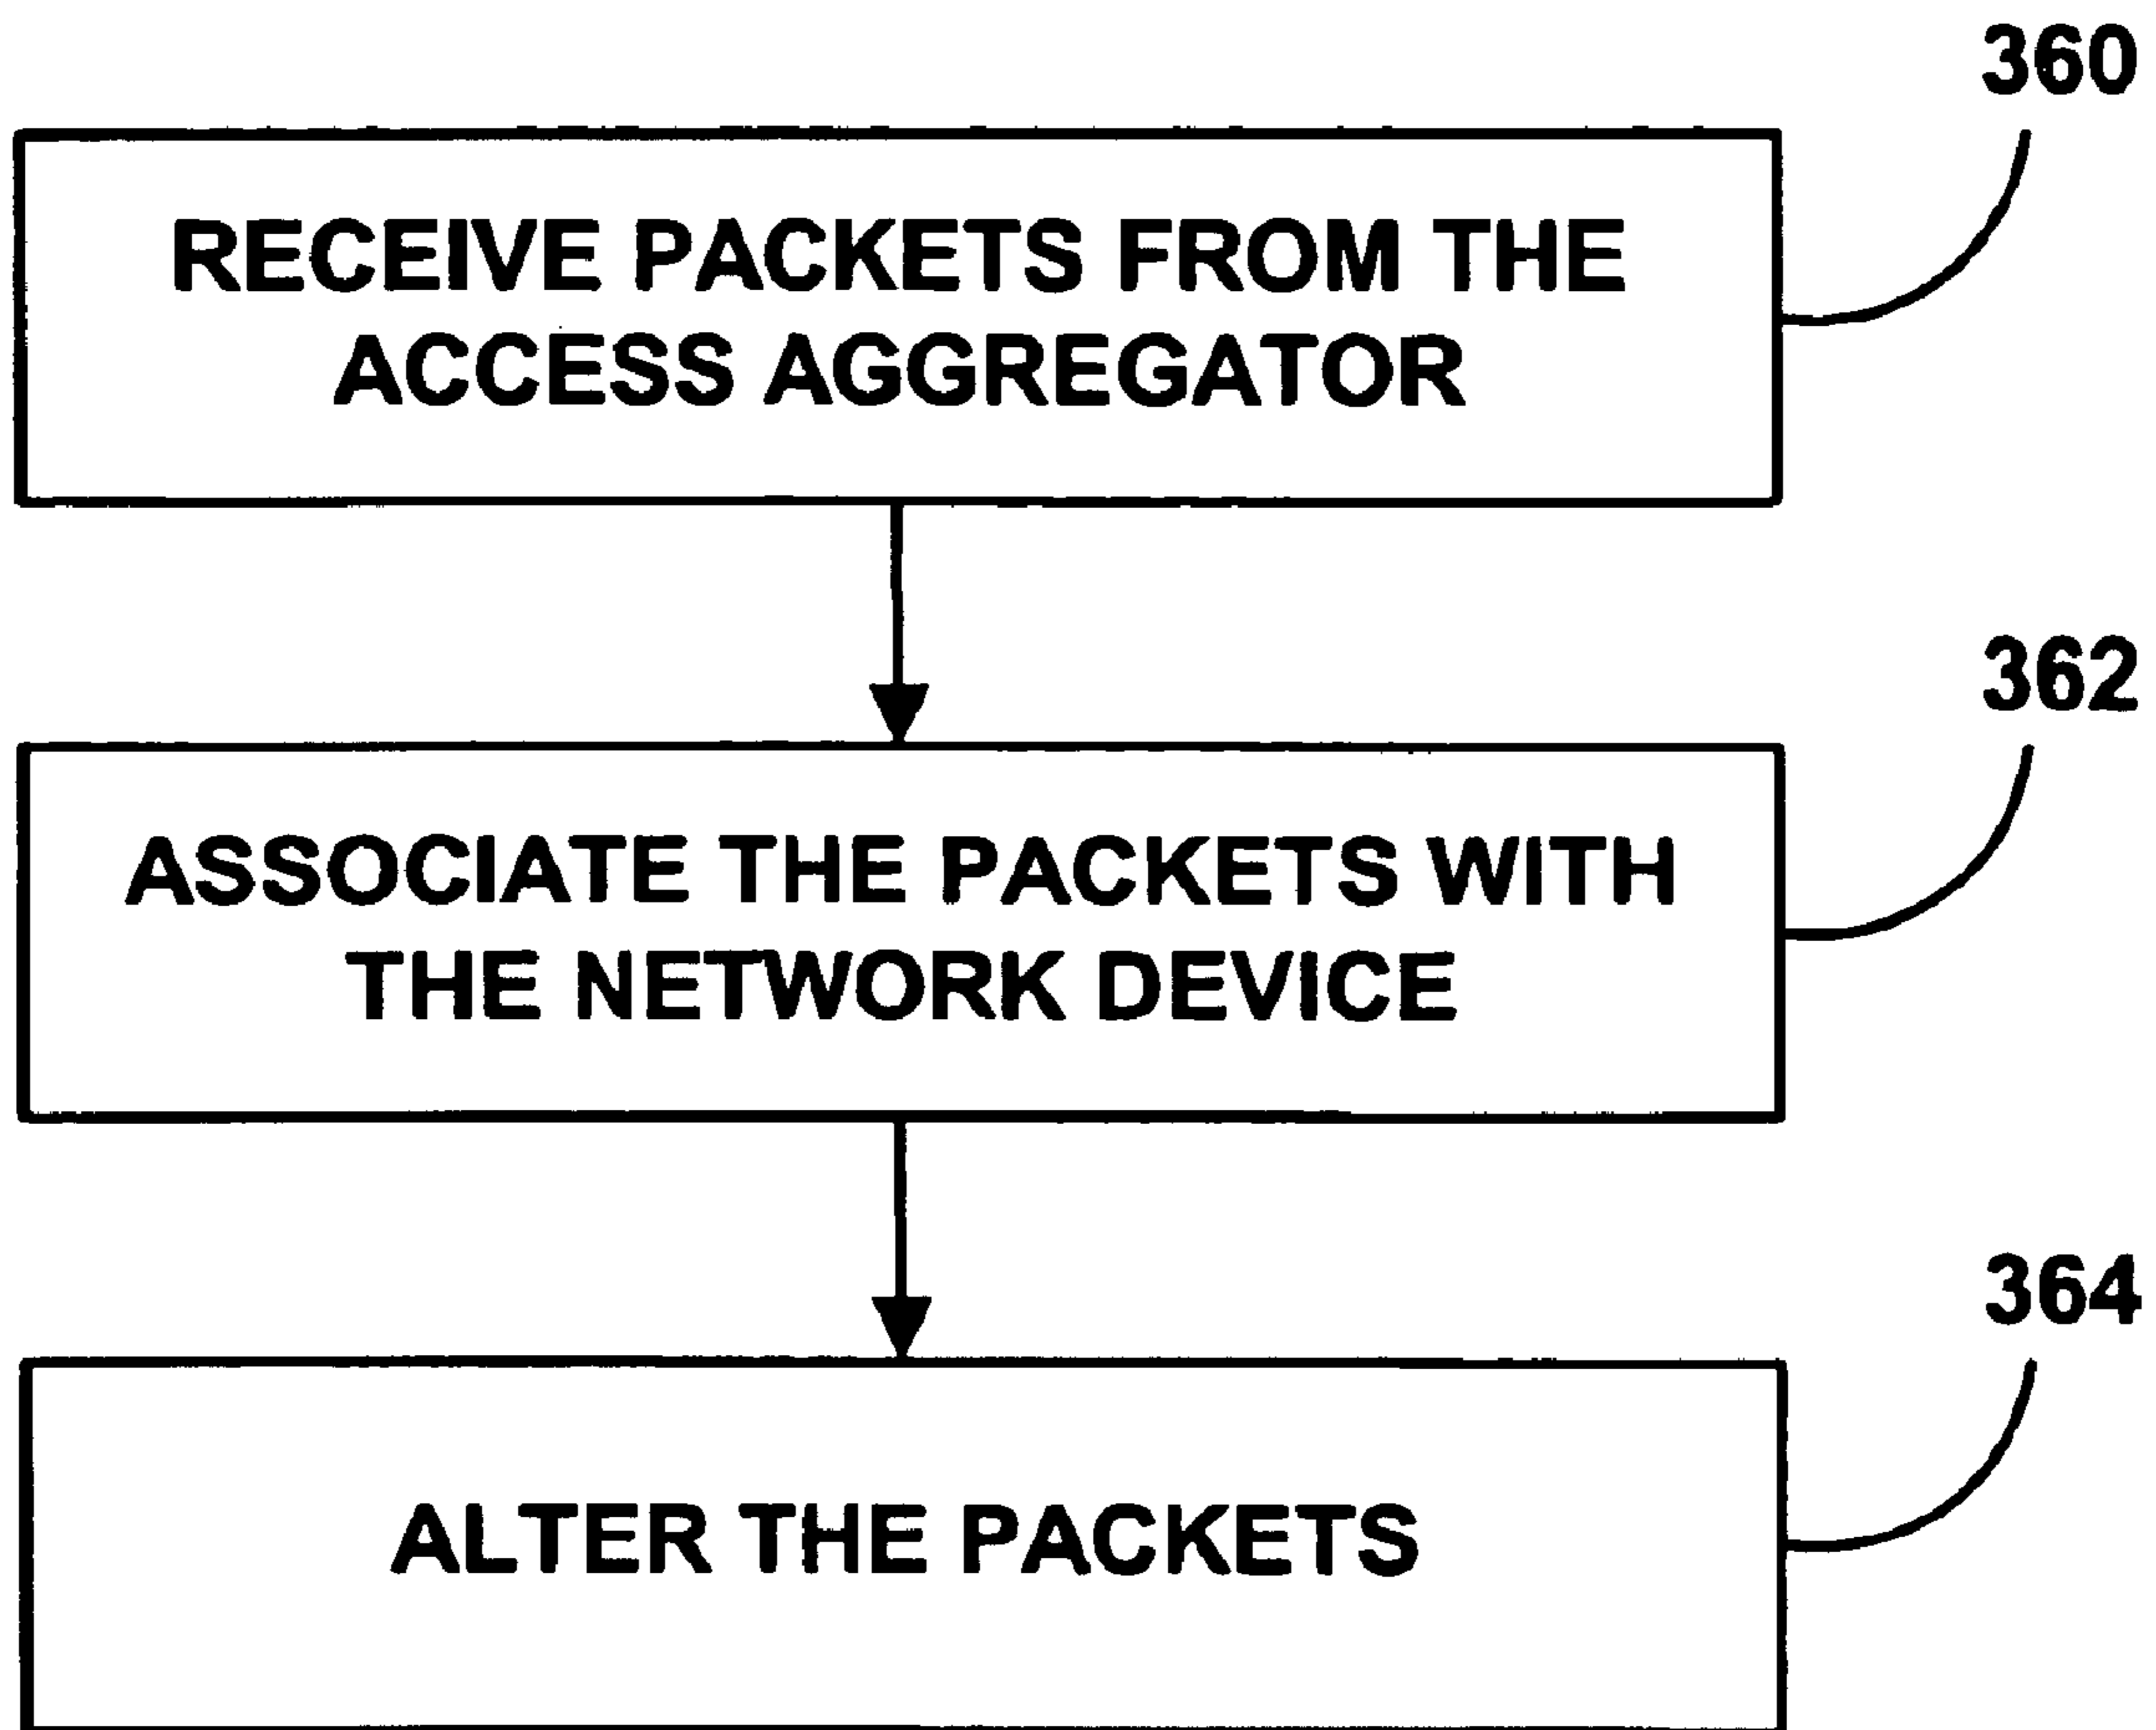 360
RECEIVE PACKETS FROM THE
ACCESS AGGREGATOR
362
ASSOCIATE THE PACKETS WITH
THE NETWORK DEVICE
364
ALTER THE PACKETS